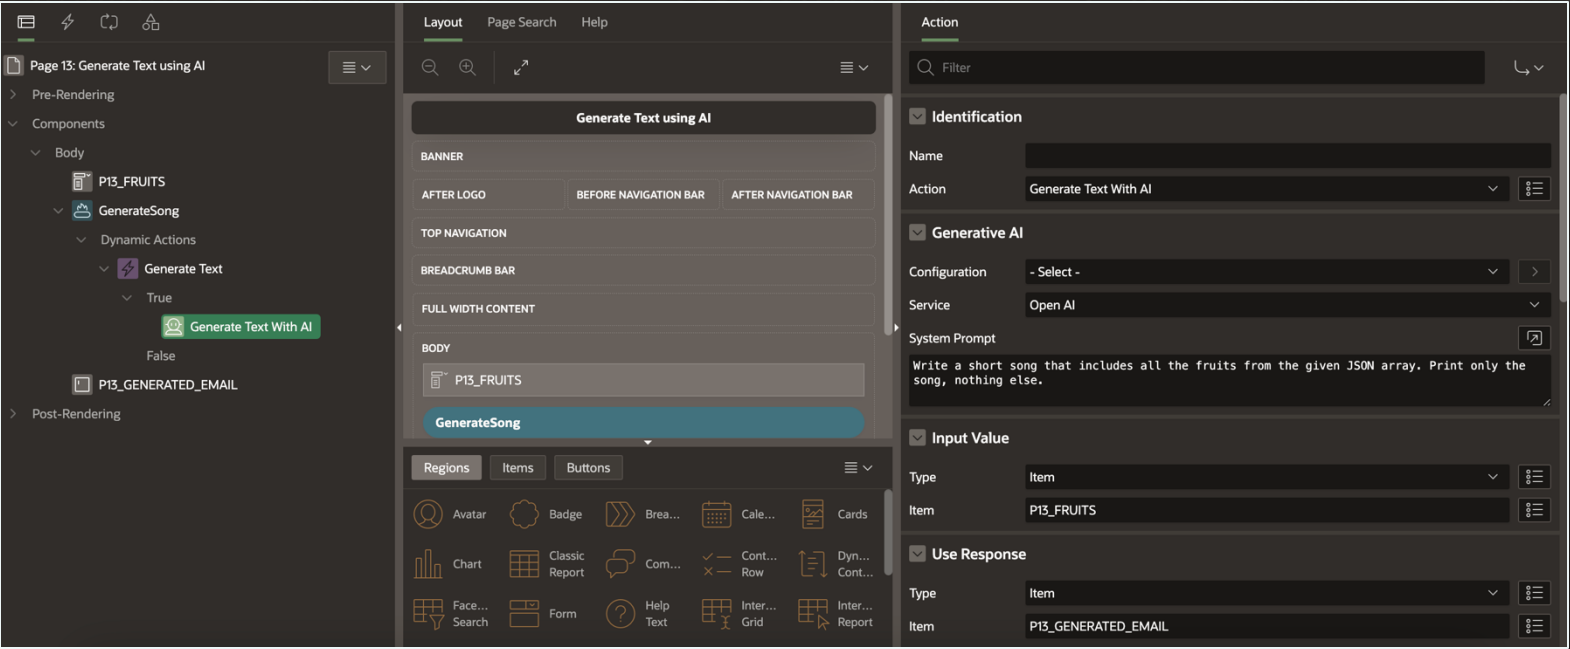 Page 13: Generate Text using AI
Pre-Rendering
Components
Body
P13_FRUITS
GenerateSong
Dynamic Actions
Generate Text
True
Generate Text With AI
False
P13_GENERATED_EMAIL
Post-Rendering
Layout Page Search Help
Generate Text using AI
BANNER
AFTER LOGO BEFORE NAVIGATION BAR AFTER NAVIGATION BAR
TOP NAVIGATION
BREADCRUMB BAR
FULL WIDTH CONTENT
BODY
P13_FRUITS
GenerateSong
Regions Items Buttons
Avatar Badge Brea... Cale... Cards
Chart Classic Report Com... Cont... Row Dyn... Cont...
Face... Search Form Help Text Inter... Grid Inter... Report
Action
Filter
Identification
Name
Action Generate Text With AI
Generative AI
Configuration - Select -
Service Open AI
System Prompt
Write a short song that includes all the fruits from the given JSON array. Print only the
song, nothing else.
Input Value
Type Item
Item P13_FRUITS
Use Response
Type Item
Item P13_GENERATED_EMAIL